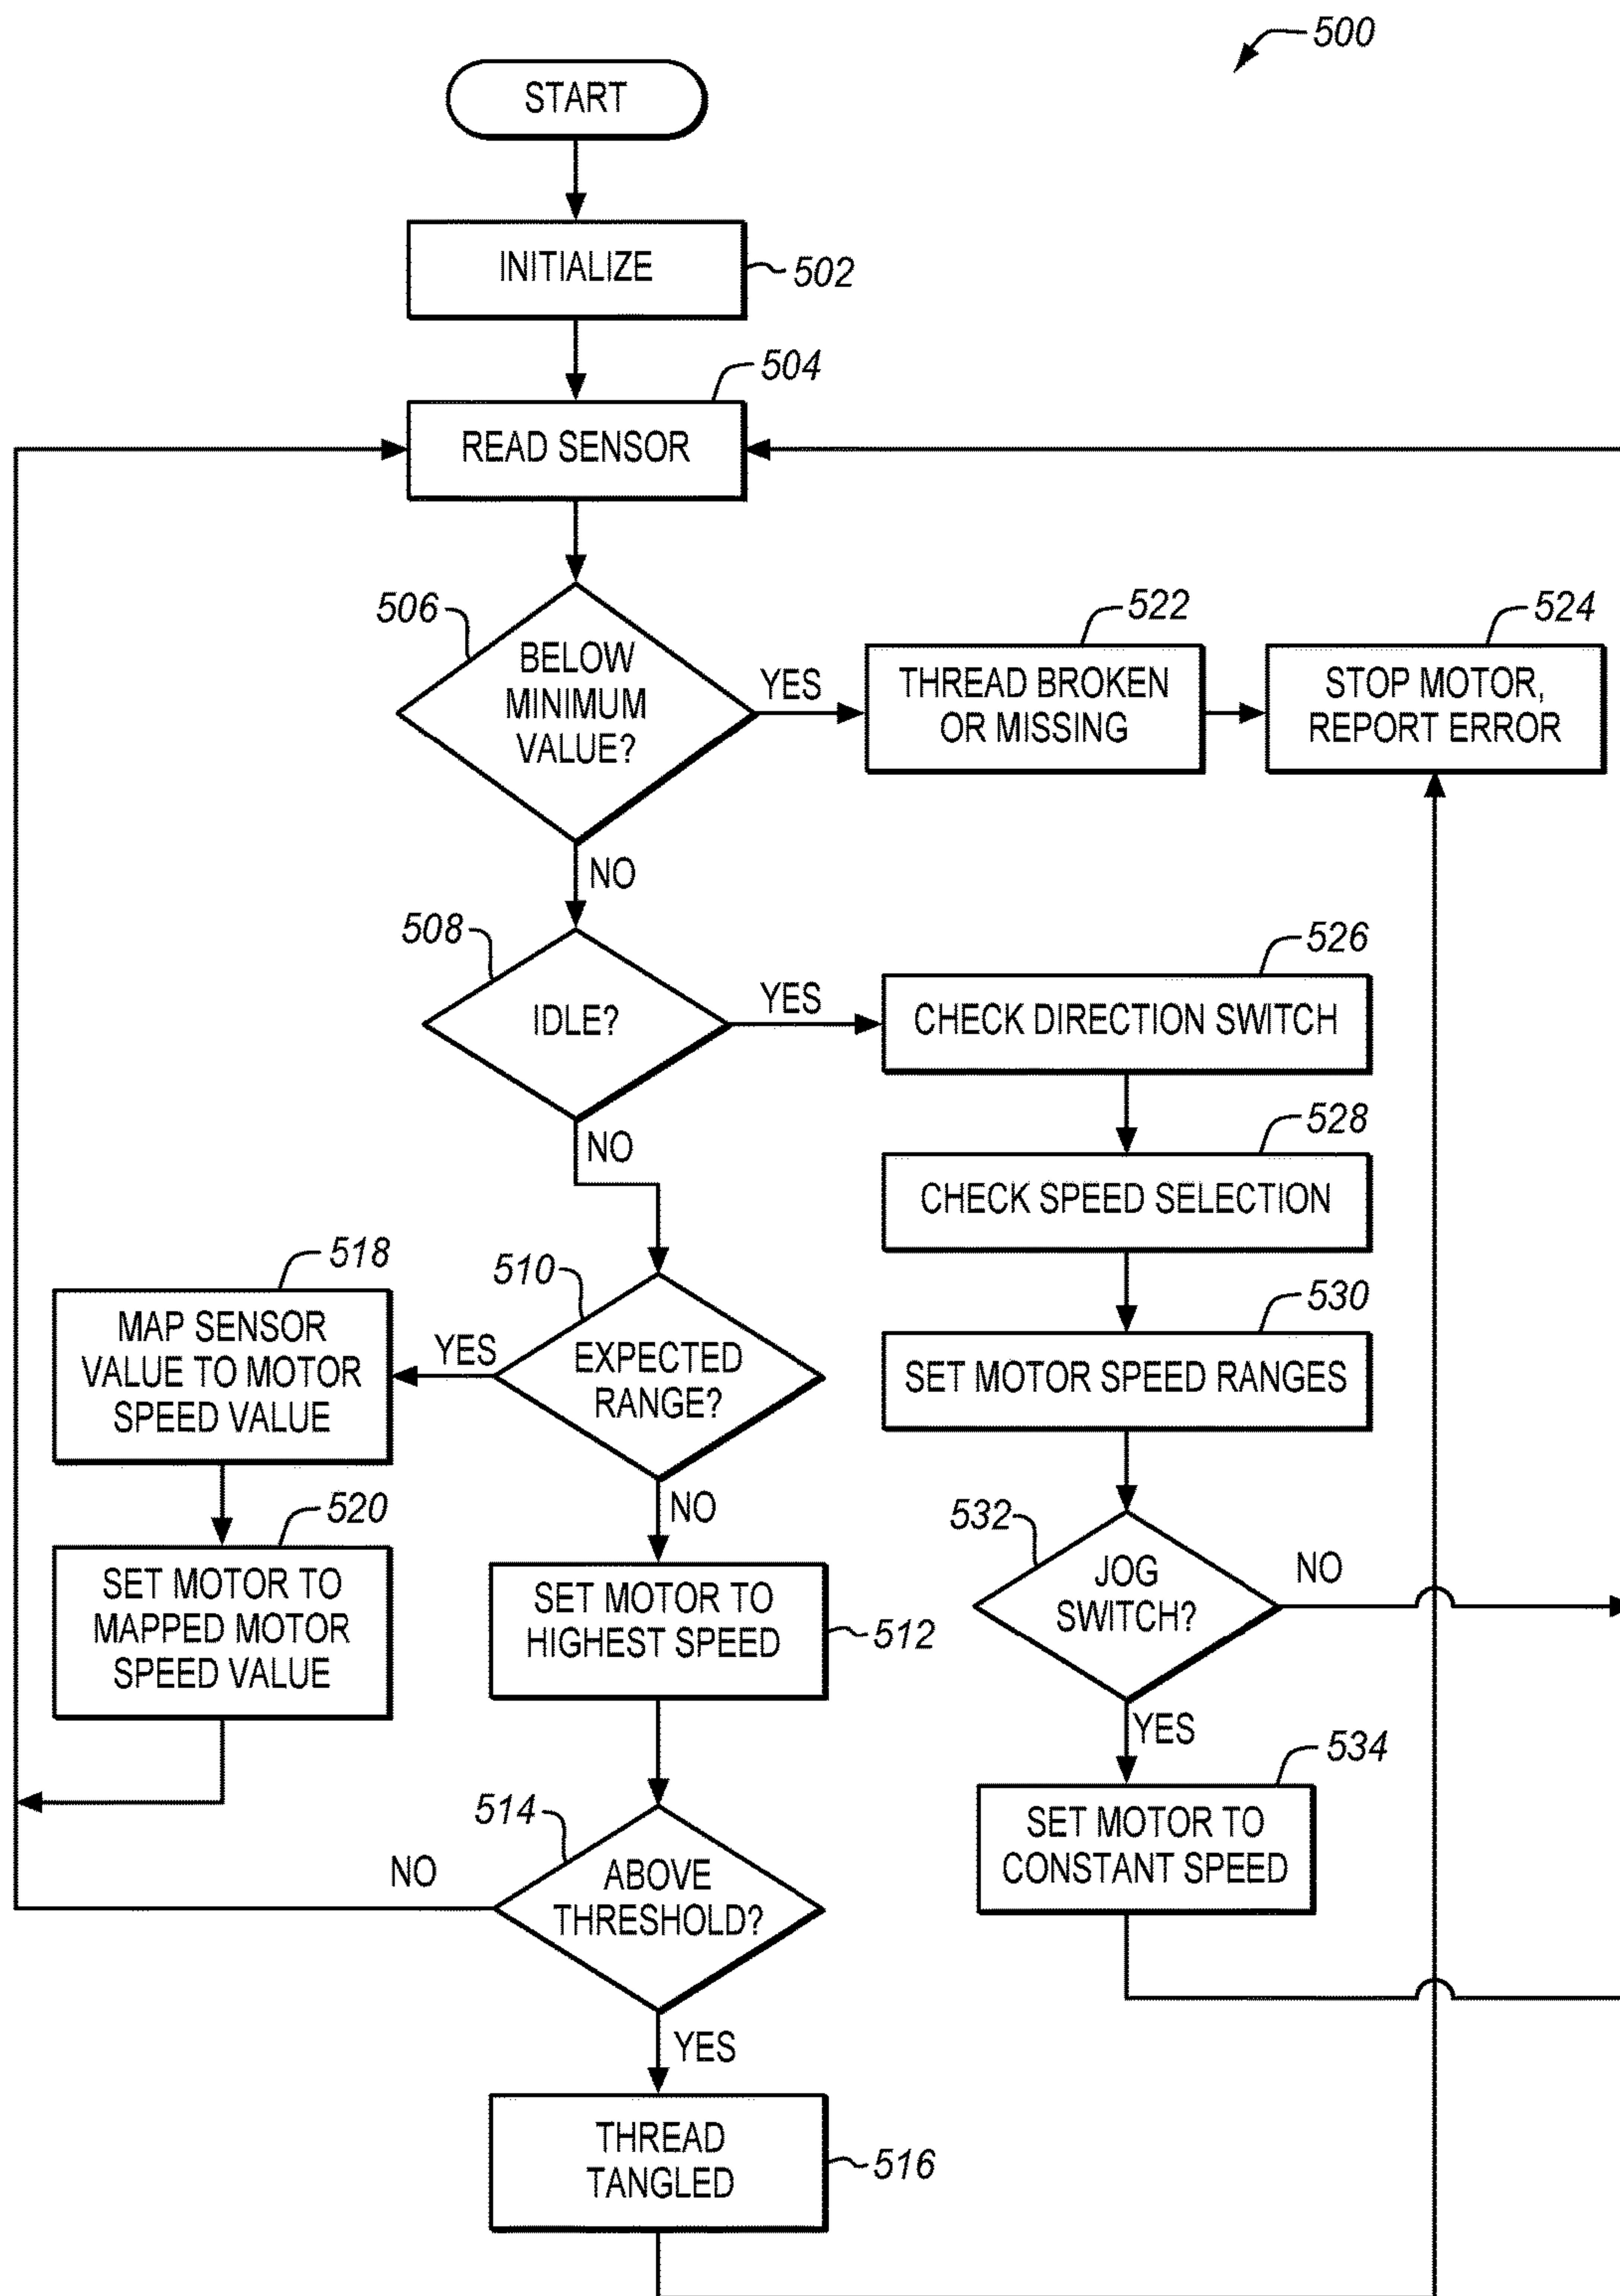 500
START
INITIALIZE
502
504
READ SENSOR
506
BELOW
MINIMUM
VALUE?
YES
522
THREAD BROKEN
OR MISSING
524
STOP MOTOR,
REPORT ERROR
NO
508
IDLE?
YES
526
CHECK DIRECTION SWITCH
NO
528
CHECK SPEED SELECTION
518
MAP SENSOR
VALUE TO MOTOR
SPEED VALUE
YES
510
EXPECTED
RANGE?
530
SET MOTOR SPEED RANGES
NO
520
SET MOTOR TO
MAPPED MOTOR
SPEED VALUE
SET MOTOR TO
HIGHEST SPEED
512
532
JOG
SWITCH?
NO
YES
534
SET MOTOR TO
CONSTANT SPEED
514
ABOVE
THRESHOLD?
NO
YES
THREAD
TANGLED
516